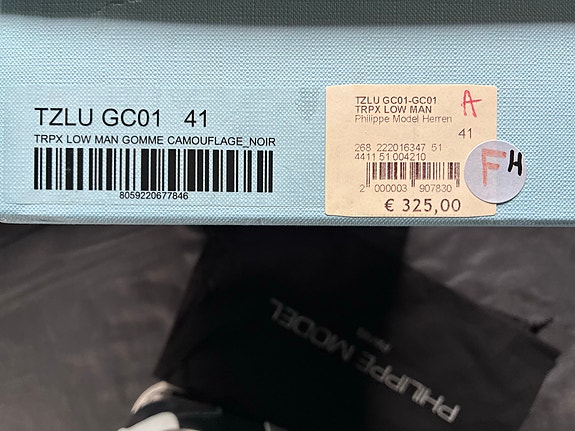 TZLU GC01 41
TRPX LOW MAN GOMME CAMOUFLAGE_NOIR
8059220677846
TZLU GC01-GC01
TRPX LOW MAN
Philippe Model Herren
A
41
268 222016347 51
4411 51 004210
2 000003 907830
€ 325,00
F H
PHILIPPE MODEL
PARIS